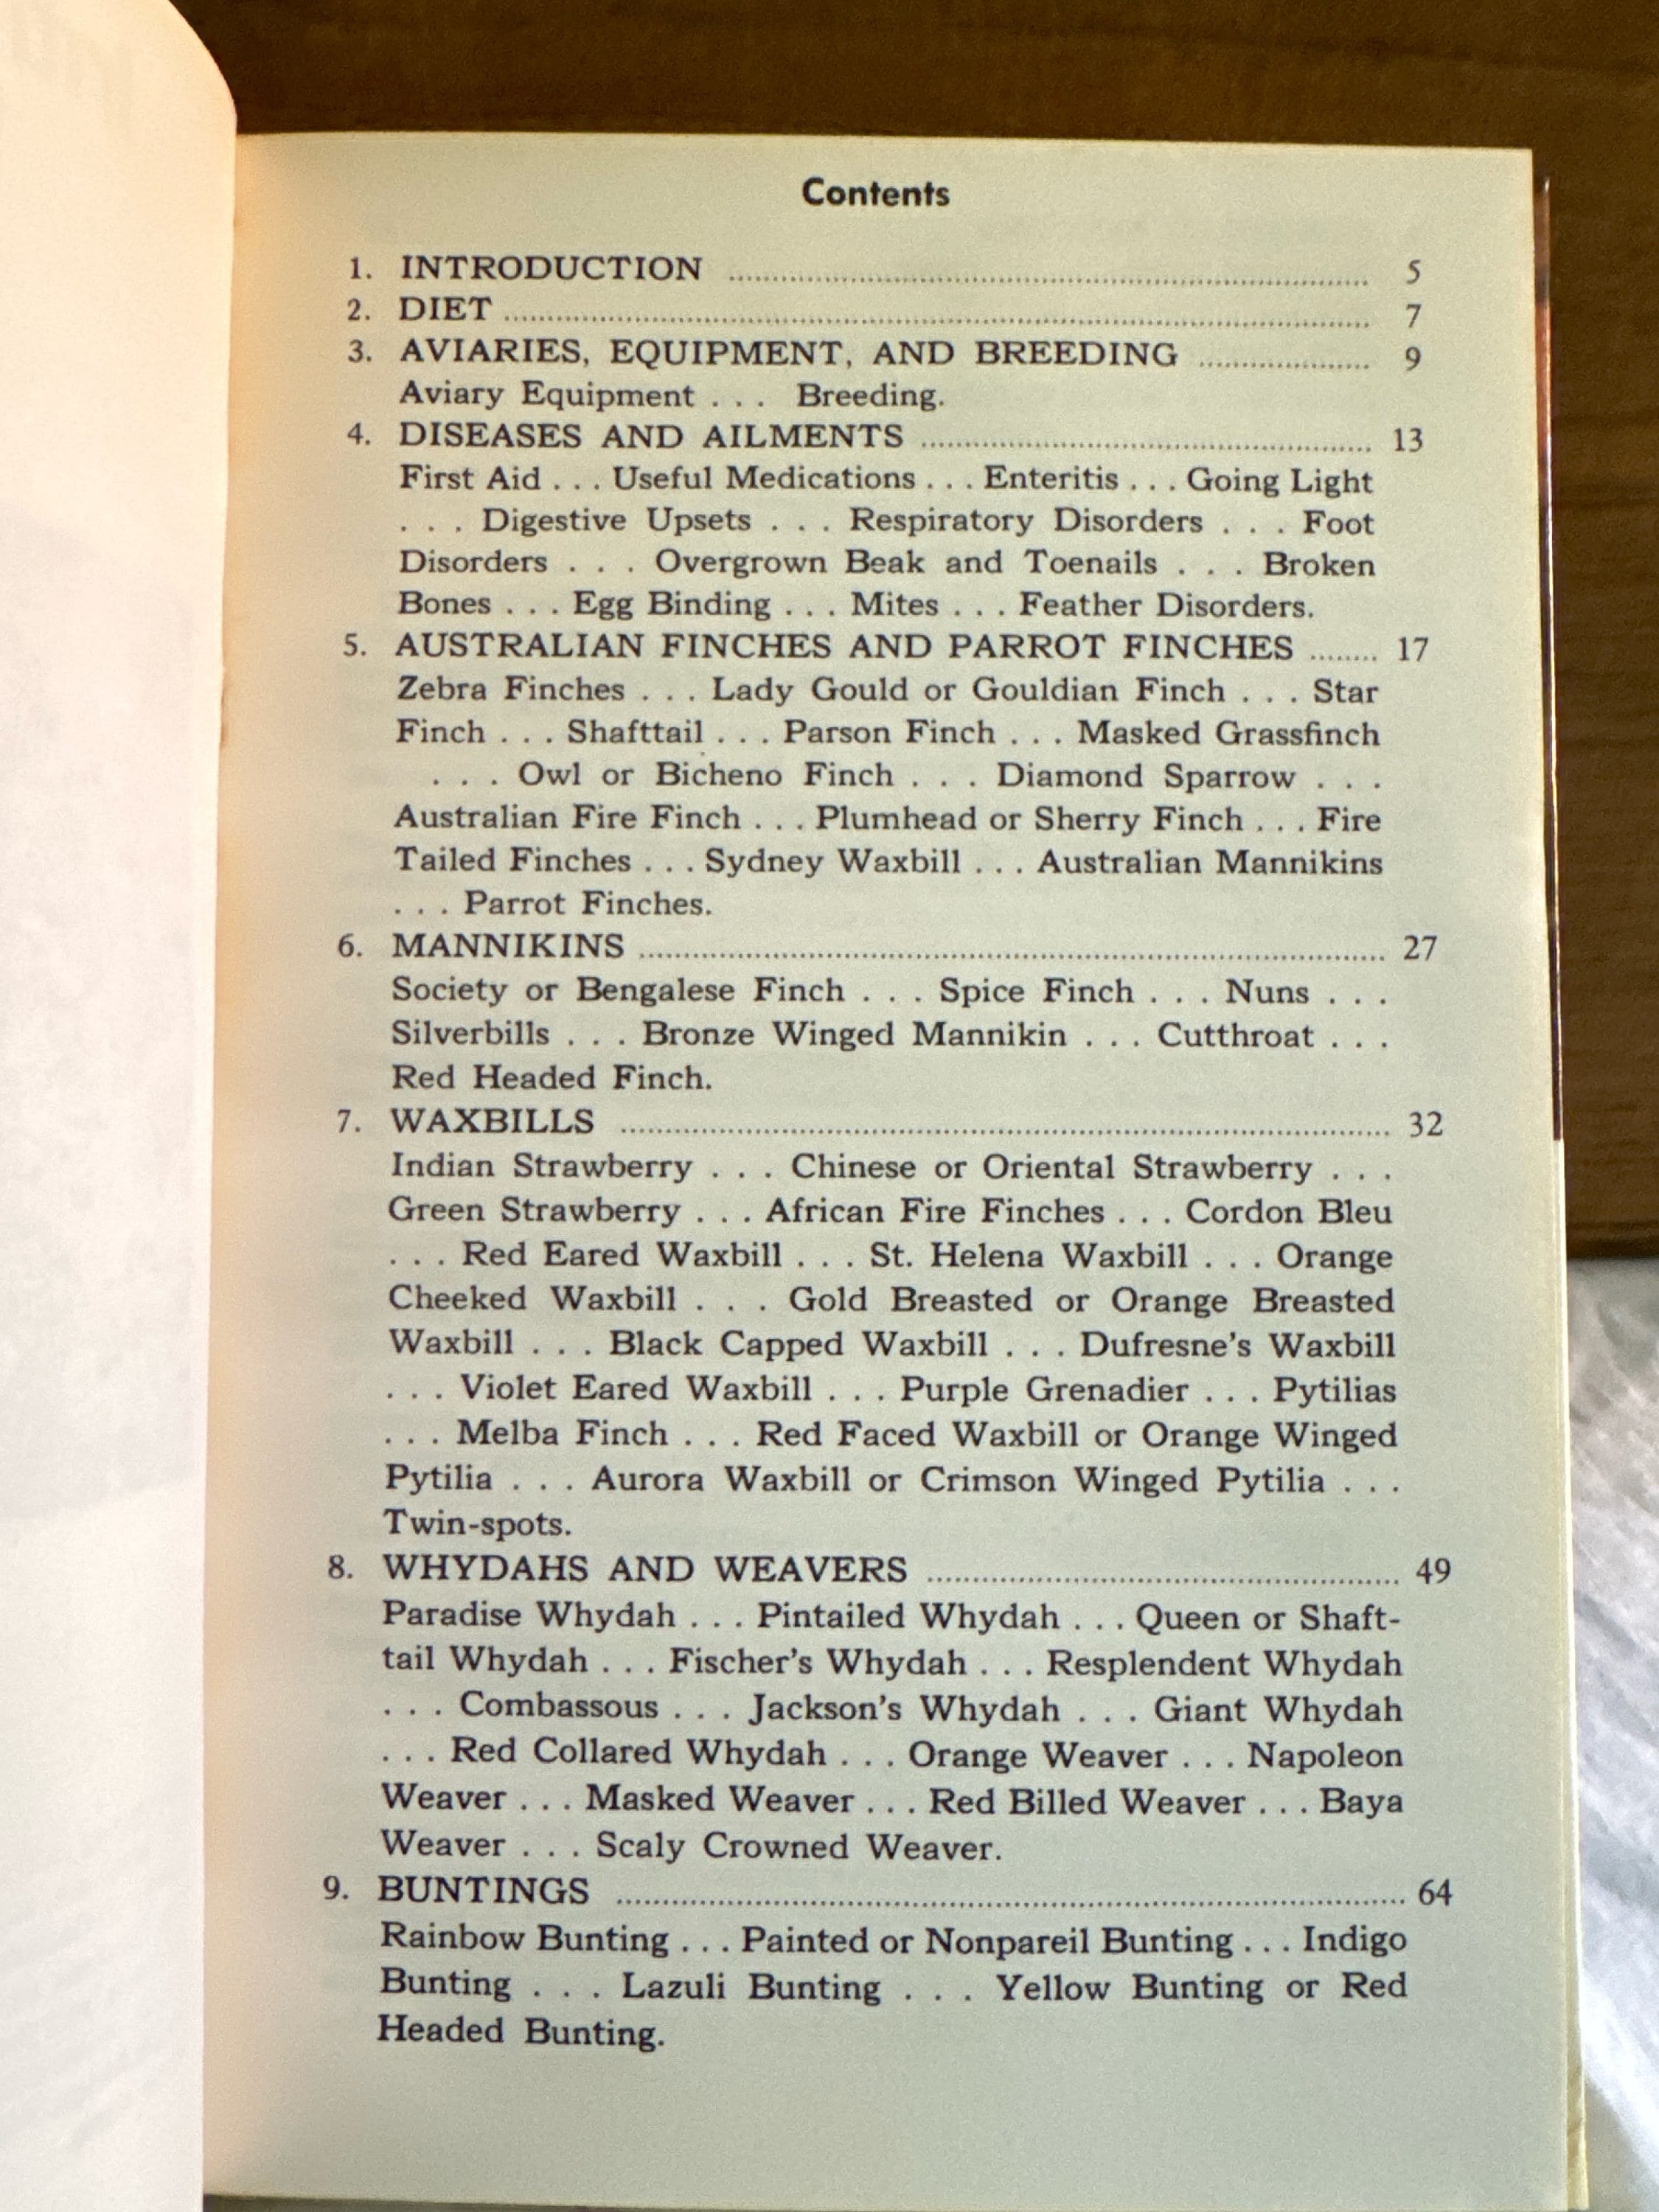 Contents
1. INTRODUCTION ........ 5
2. DIET ........ 7
3. AVIARIES, EQUIPMENT, AND BREEDING ........ 9
Aviary Equipment . . . Breeding.
4. DISEASES AND AILMENTS ........ 13
First Aid . . . Useful Medications . . . Enteritis . . . Going Light
. . . Digestive Upsets . . . Respiratory Disorders . . . Foot
Disorders . . . Overgrown Beak and Toenails . . . Broken
Bones . . . Egg Binding . . . Mites . . . Feather Disorders.
5. AUSTRALIAN FINCHES AND PARROT FINCHES ........ 17
Zebra Finches . . . Lady Gould or Gouldian Finch . . . Star
Finch . . . Shafttail . . . Parson Finch . . . Masked Grassfinch
. . . Owl or Bicheno Finch . . . Diamond Sparrow . . .
Australian Fire Finch . . . Plumhead or Sherry Finch . . . Fire
Tailed Finches . . . Sydney Waxbill . . . Australian Mannikins
. . . Parrot Finches.
6. MANNIKINS ........ 27
Society or Bengalese Finch . . . Spice Finch . . . Nuns . . .
Silverbills . . . Bronze Winged Mannikin . . . Cutthroat . . .
Red Headed Finch.
7. WAXBILLS ........ 32
Indian Strawberry . . . Chinese or Oriental Strawberry . . .
Green Strawberry . . . African Fire Finches . . . Cordon Bleu
. . . Red Eared Waxbill . . . St. Helena Waxbill . . . Orange
Cheeked Waxbill . . . Gold Breasted or Orange Breasted
Waxbill . . . Black Capped Waxbill . . . Dufresne's Waxbill
. . . Violet Eared Waxbill . . . Purple Grenadier . . . Pytilias
. . . Melba Finch . . . Red Faced Waxbill or Orange Winged
Pytilia . . . Aurora Waxbill or Crimson Winged Pytilia . . .
Twin-spots.
8. WHYDAHS AND WEAVERS ........ 49
Paradise Whydah . . . Pintailed Whydah . . . Queen or Shaft-
tail Whydah . . . Fischer's Whydah . . . Resplendent Whydah
. . . Combassous . . . Jackson's Whydah . . . Giant Whydah
. . . Red Collared Whydah . . . Orange Weaver . . . Napoleon
Weaver . . . Masked Weaver . . . Red Billed Weaver . . . Baya
Weaver . . . Scaly Crowned Weaver.
9. BUNTINGS ........ 64
Rainbow Bunting . . . Painted or Nonpareil Bunting . . . Indigo
Bunting . . . Lazuli Bunting . . . Yellow Bunting or Red
Headed Bunting.